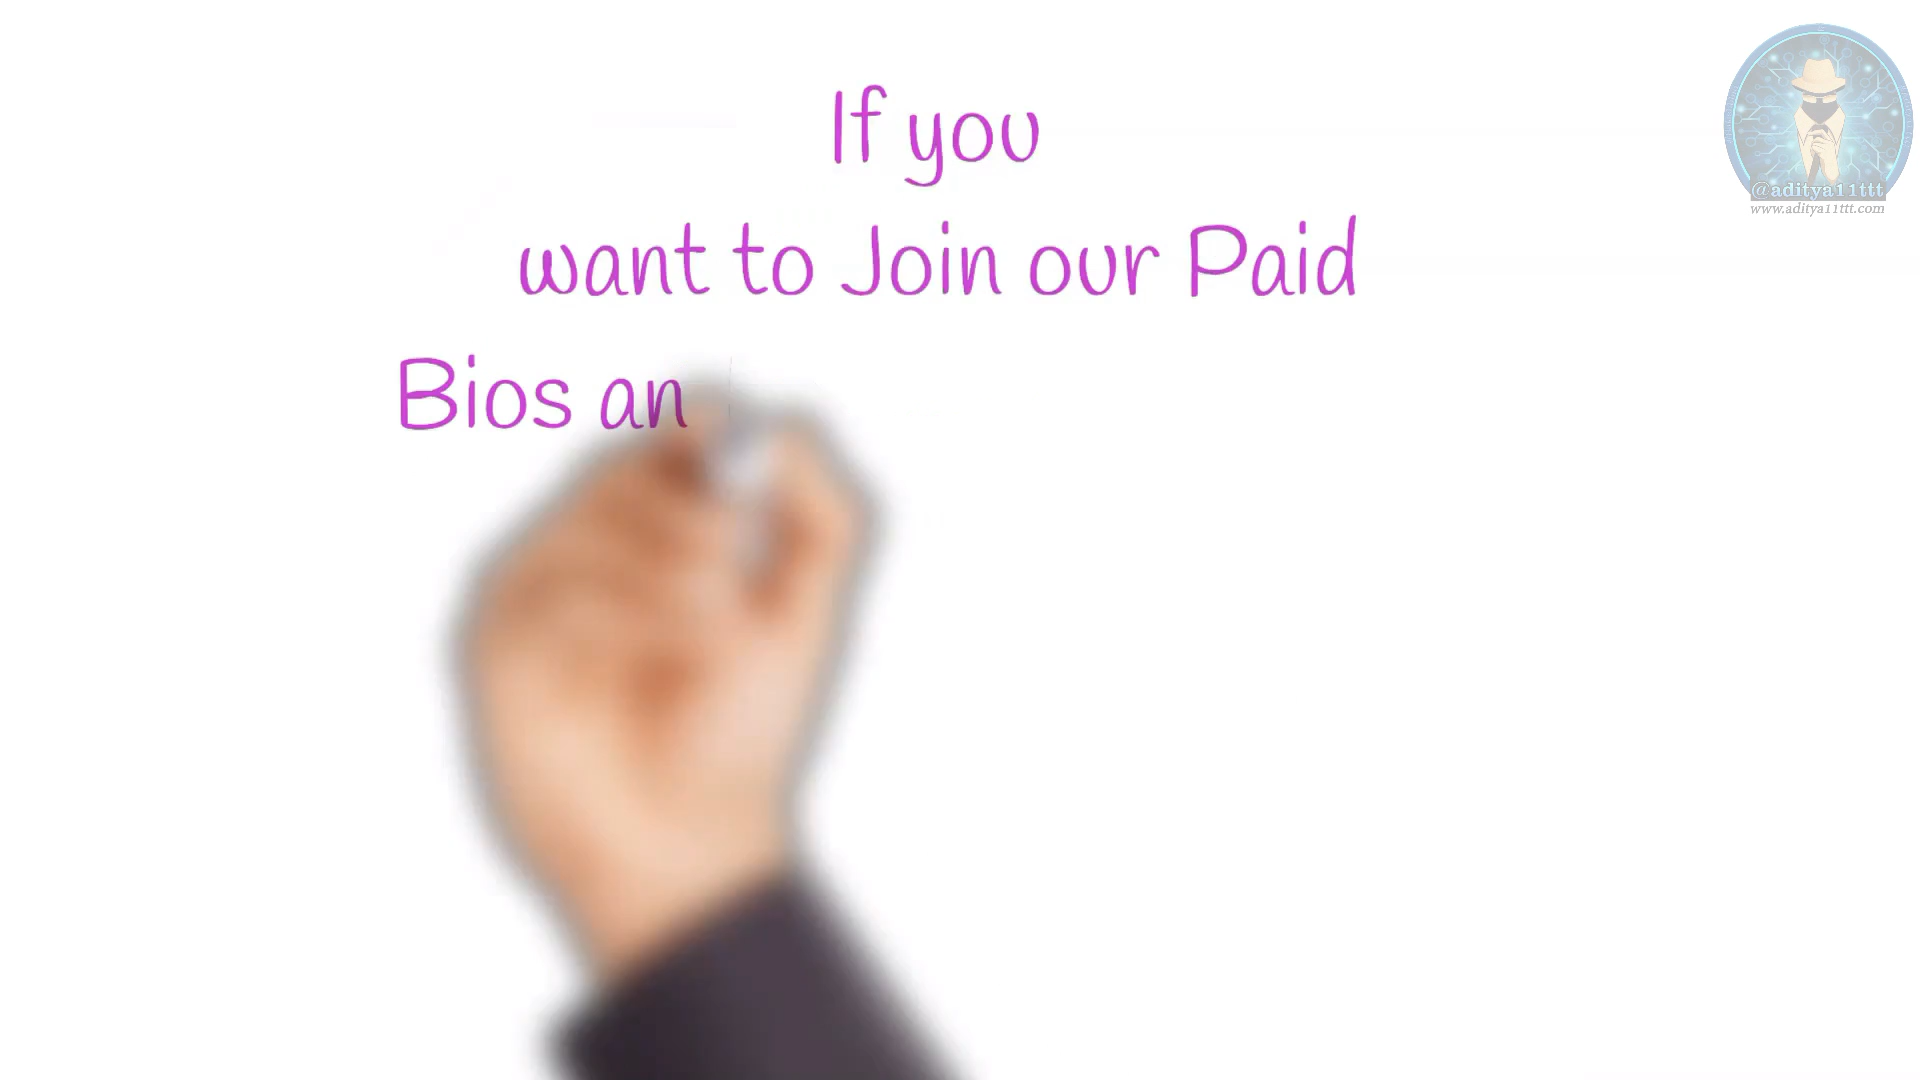 If you
want to Join our Paid
Bios an
@aditya11ttt
www.aditya11ttt.com